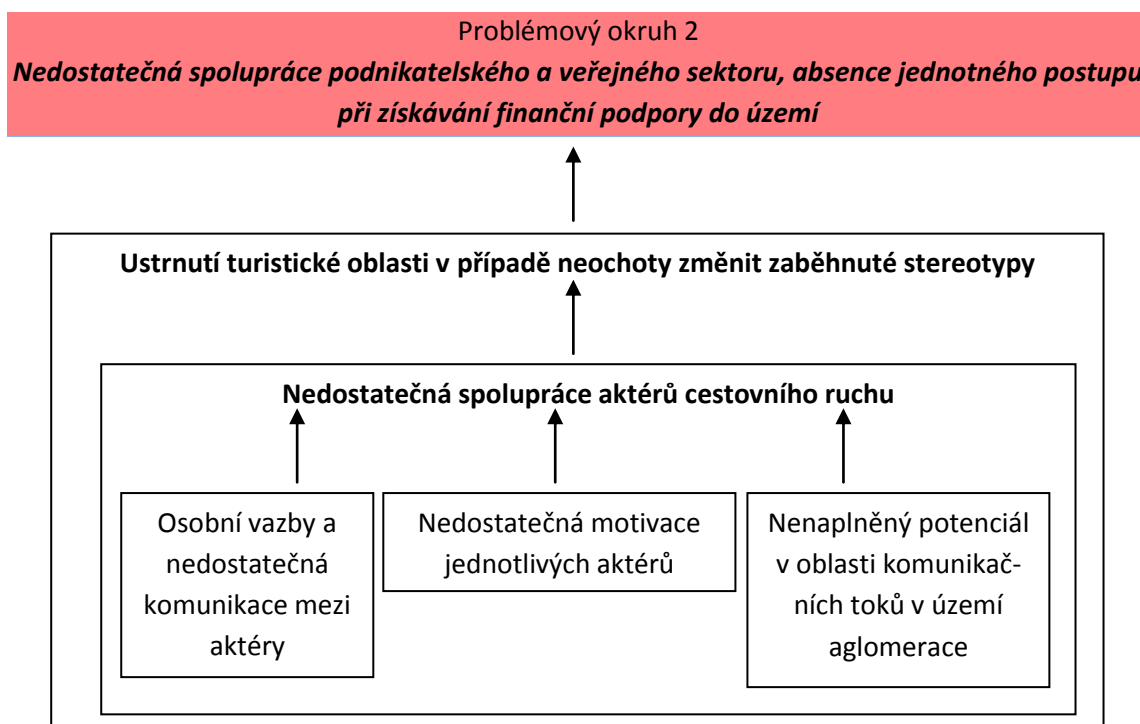 Problémový okruh 2
Nedostatečná spolupráce podnikatelského a veřejného sektoru, absence jednotného postupu
při získávání finanční podpory do území
Ustrnutí turistické oblasti v případě neochoty změnit zaběhnuté stereotypy
Nedostatečná spolupráce aktérů cestovního ruchu
Osobní vazby a
nedostatečná
komunikace mezi
aktéry
Nedostatečná motivace
jednotlivých aktérů
Nenaplněný potenciál
v oblasti komunikač-
ních toků v území
aglomerace